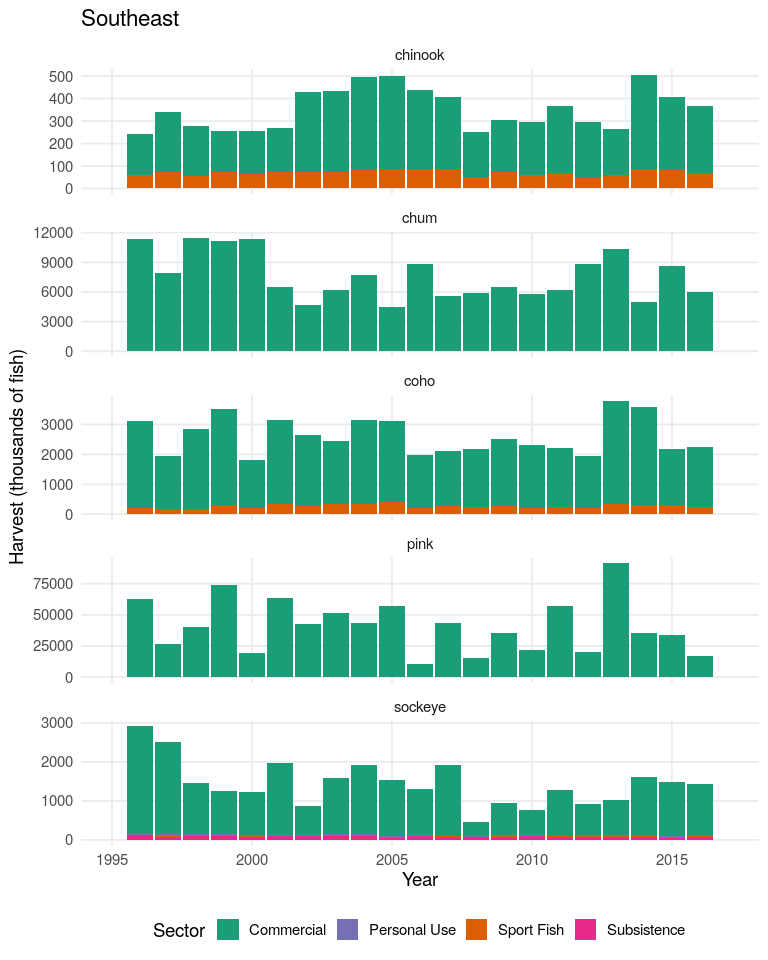 Southeast
chinook
500
400
300
200
100
0
chum
12000
9000
6000
3000
0
coho
3000
2000
1000
0
pink
75000
50000
25000
0
sockeye
3000
2000
1000
0
1995 2000 2005 2010 2015
Harvest (thousands of fish)
Year
Sector Commercial Personal Use Sport Fish Subsistence